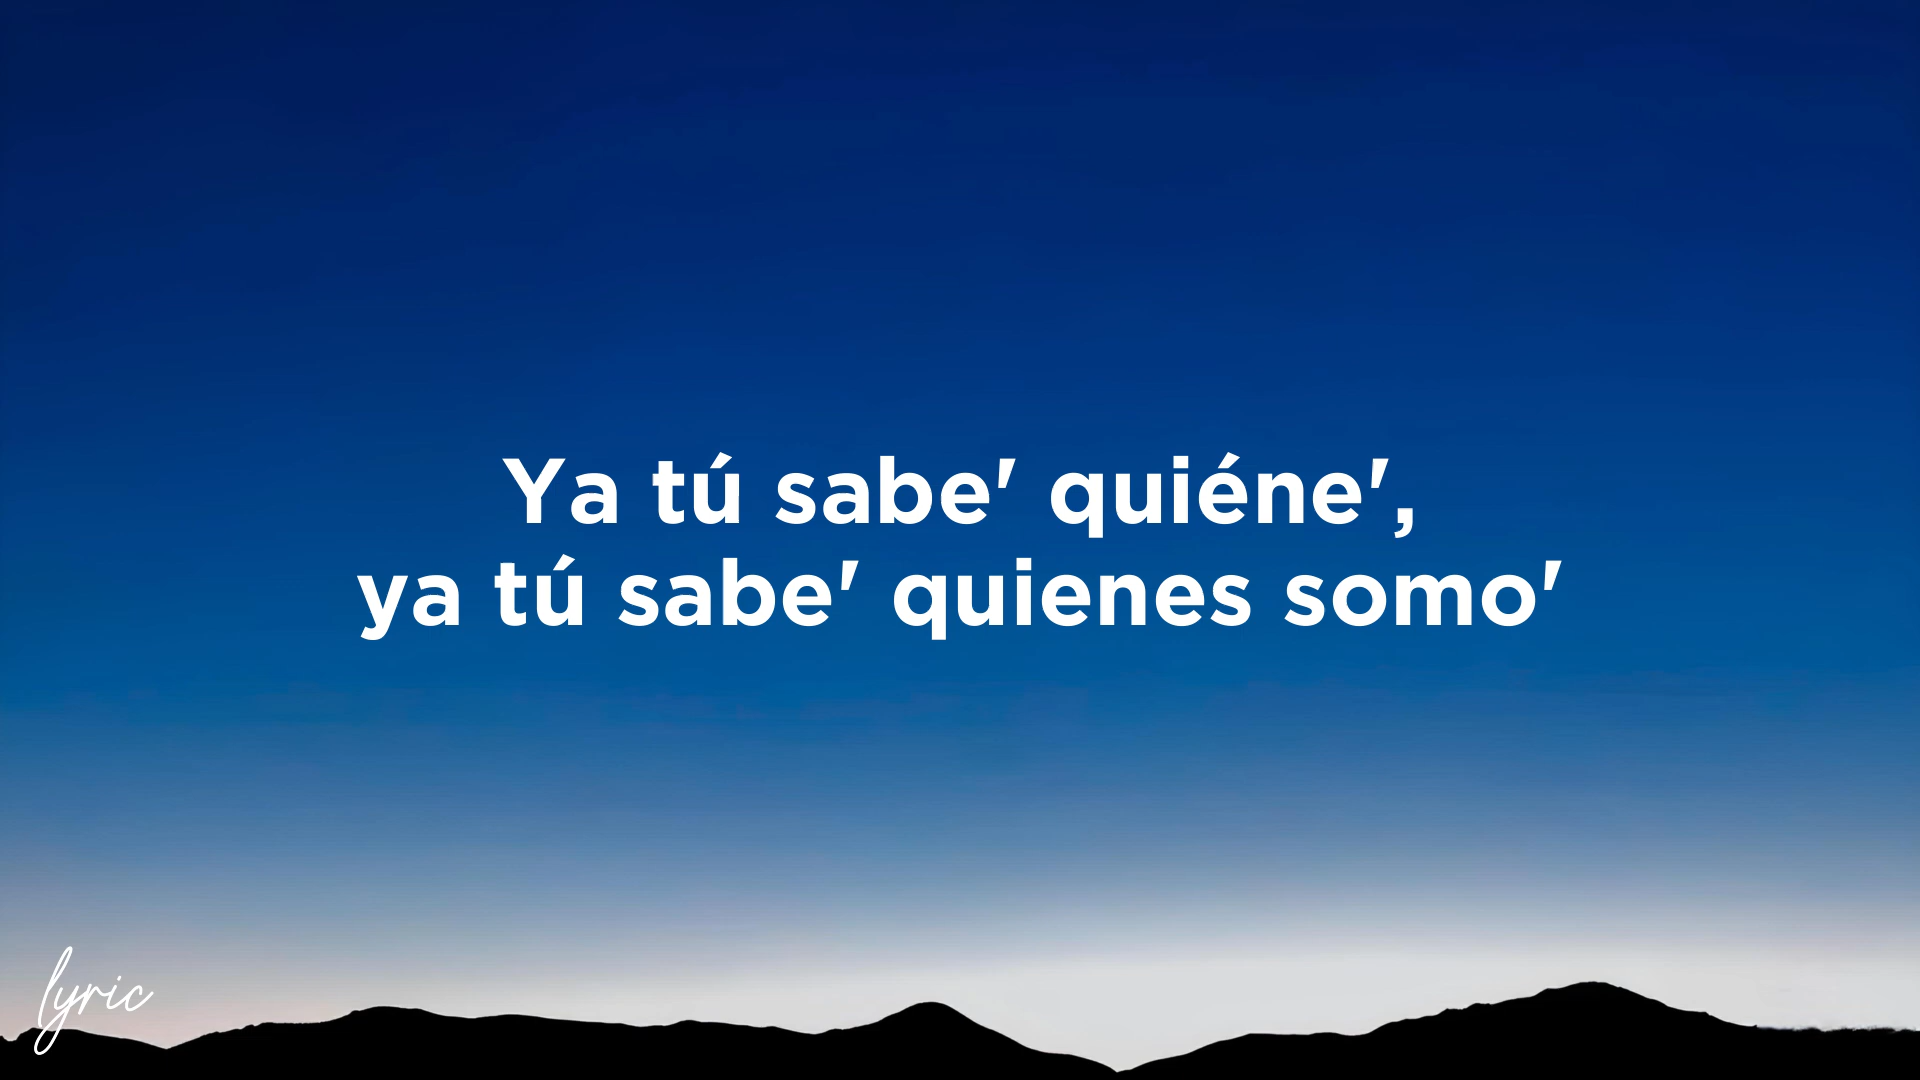 Ya tú sabe' quiéne',
ya tú sabe' quienes somo'
lyric